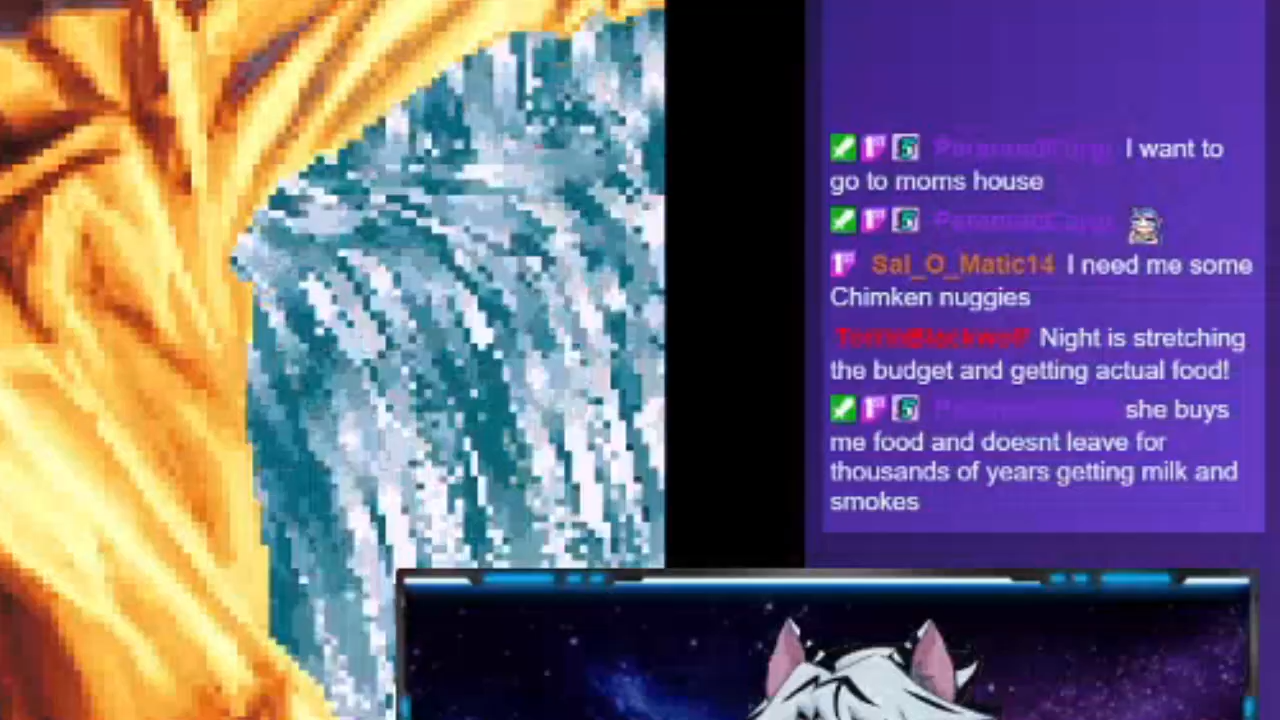 I want to
go to moms house
Sal_O_Matic14 I need me some
Chimken nuggies
Night is stretching
the budget and getting actual food!
she buys
me food and doesnt leave for
thousands of years getting milk and
smokes